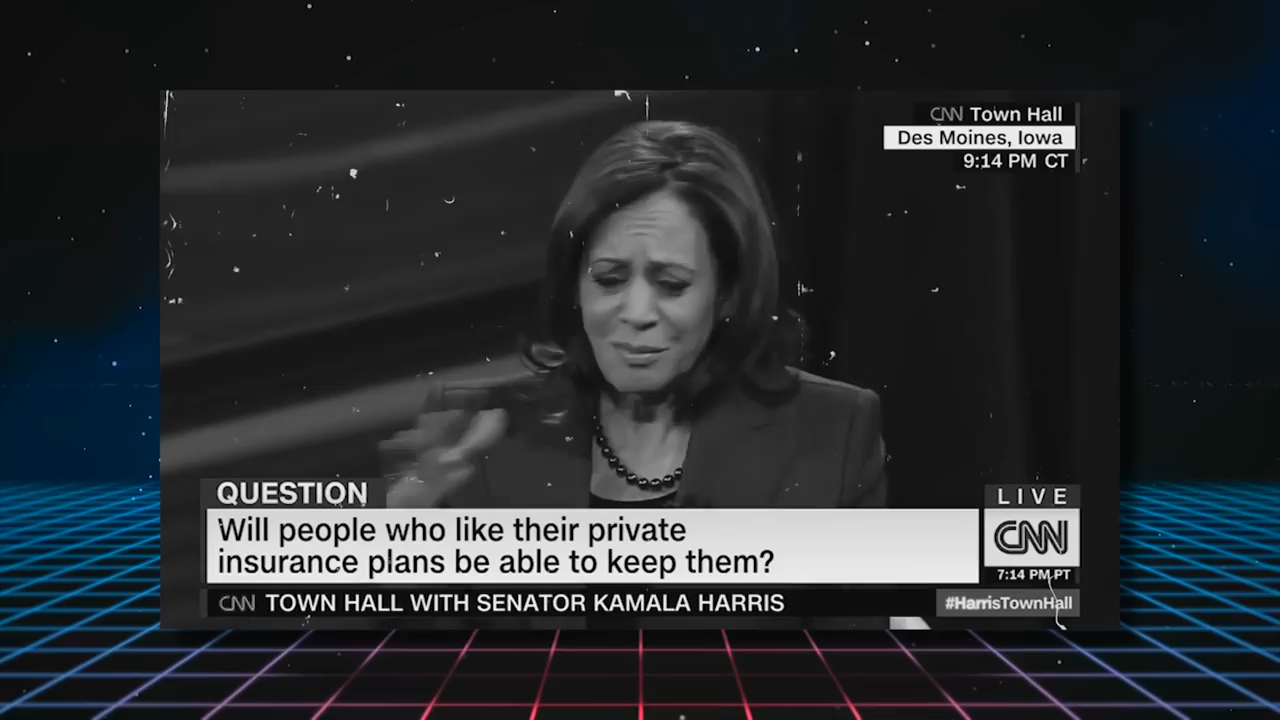 CNN Town Hall
Des Moines, Iowa
9:14 PM CT
QUESTION
Will people who like their private
insurance plans be able to keep them?
LIVE
CNN
7:14 PM PT
CNN TOWN HALL WITH SENATOR KAMALA HARRIS
#HarrisTownHall